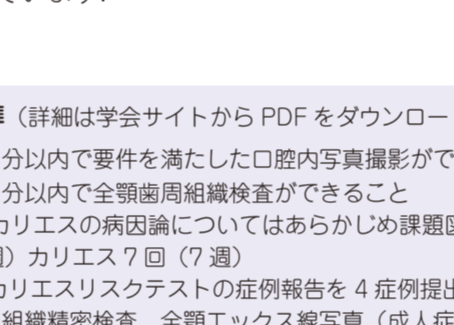 ています．
（詳細は学会サイトから PDF をダウンロー
分以内で要件を満たした口腔内写真撮影がで
分以内で全顎歯周組織検査ができること
カリエスの病因論についてはあらかじめ課題図
）カリエス 7 回（7 週）
カリエスリスクテストの症例報告を 4 症例提出
組織精密検査，全顎エックス線写真（成人症